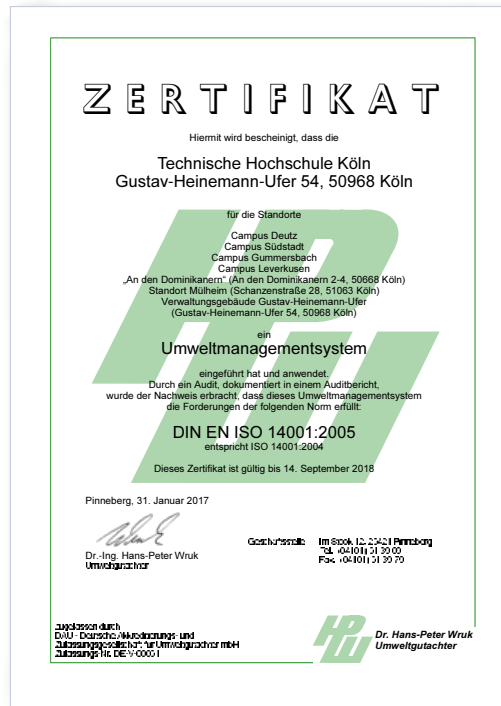 ZERTIFIKAT
Hiermit wird bescheinigt, dass die
Technische Hochschule Köln
Gustav-Heinemann-Ufer 54, 50968 Köln
für die Standorte
Campus Deutz
Campus Südstadt
Campus Gummersbach
Campus Leverkusen
„An den Dominikanern“ (An den Dominikanern 2-4, 50668 Köln)
Standort Mülheim (Schanzenstraße 28, 51063 Köln)
Verwaltungsgebäude Gustav-Heinemann-Ufer
(Gustav-Heinemann-Ufer 54, 50968 Köln)
ein
Umweltmanagementsystem
eingeführt hat und anwendet.
Durch ein Audit, dokumentiert in einem Auditbericht,
wurde der Nachweis erbracht, dass dieses Umweltmanagementsystem
die Forderungen der folgenden Norm erfüllt:
DIN EN ISO 14001:2005
entspricht ISO 14001:2004
Dieses Zertifikat ist gültig bis 14. September 2018
Pinneberg, 31. Januar 2017
Dr.-Ing. Hans-Peter Wruk
Umweltgutachter
Geschäftsstelle Im Stook 12, 25421 Pinneberg
Tel.
Fax.
zugelassen durch
DAU - Deutsche Akkreditierungs- und
Zulassungsgesellschaft für Umweltgutachter mbH
Zulassungs-Nr. DE-V-00051
HPW
Dr. Hans-Peter Wruk
Umweltgutachter